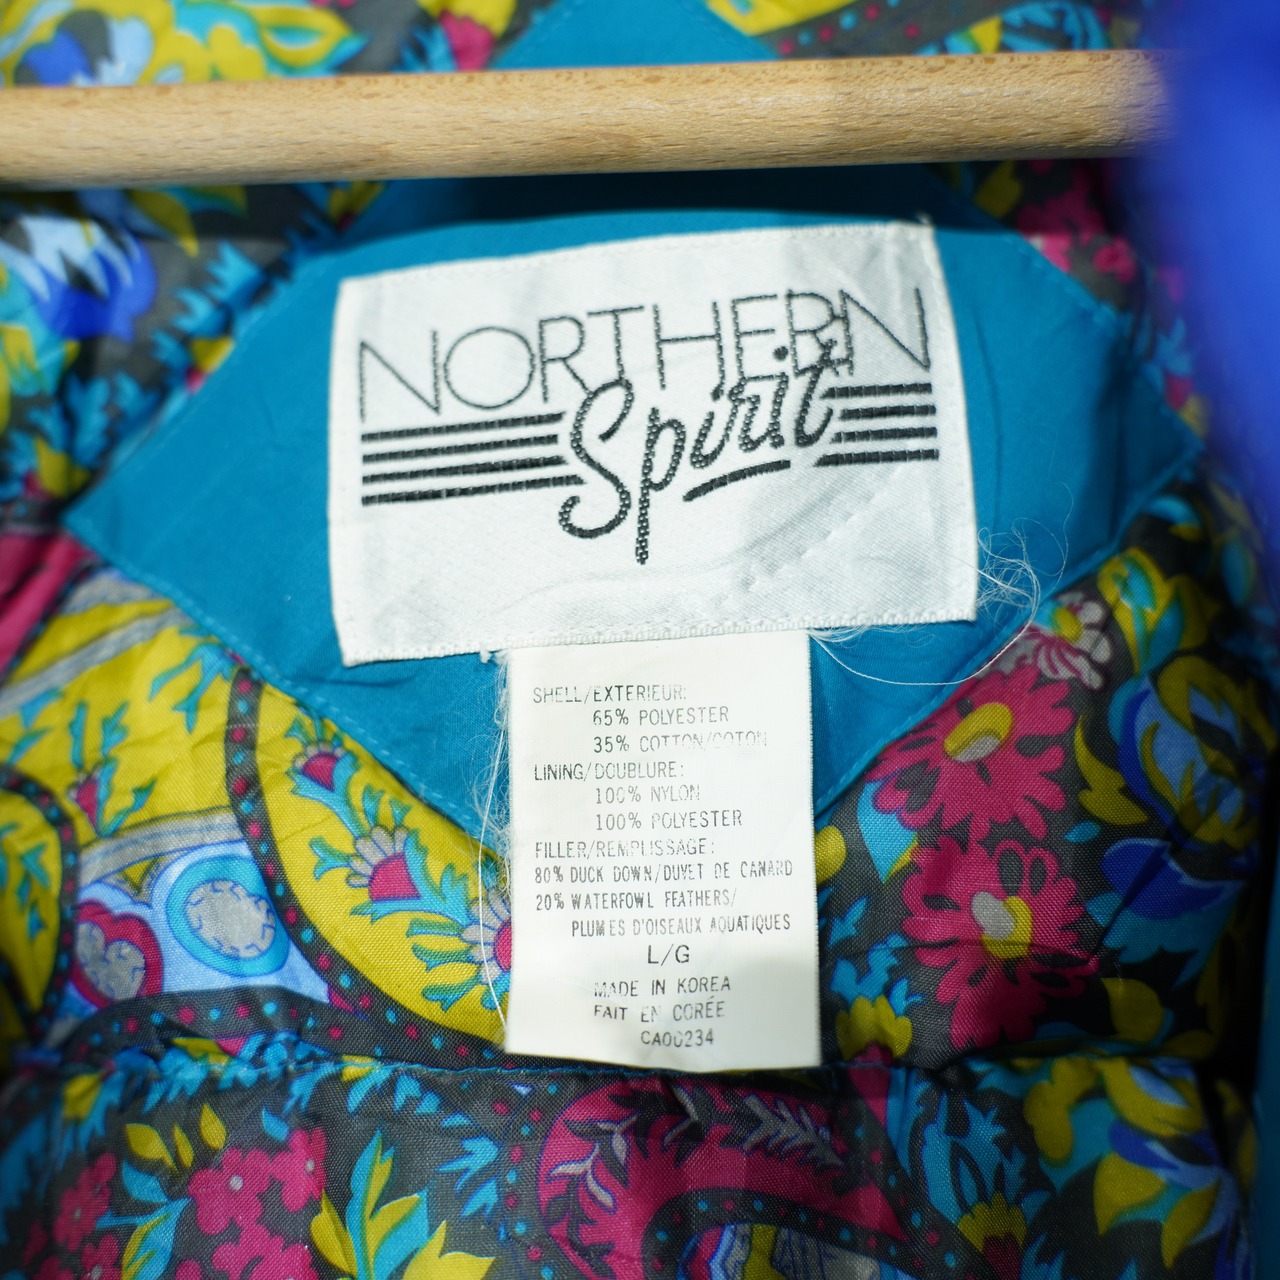 NORTHERN
Spirit
SHELL/EXTERIEUR:
65% POLYESTER
35% COTTON/COTON
LINING/DOUBLURE:
100% NYLON
100% POLYESTER
FILLER/REMPLISSAGE:
80% DUCK DOWN/DUVET DE CANARD
20% WATERFOWL FEATHERS/
PLUMES D'OISEAUX AQUATIQUES
L/G
MADE IN KOREA
FAIT EN CORÉE
CA00234